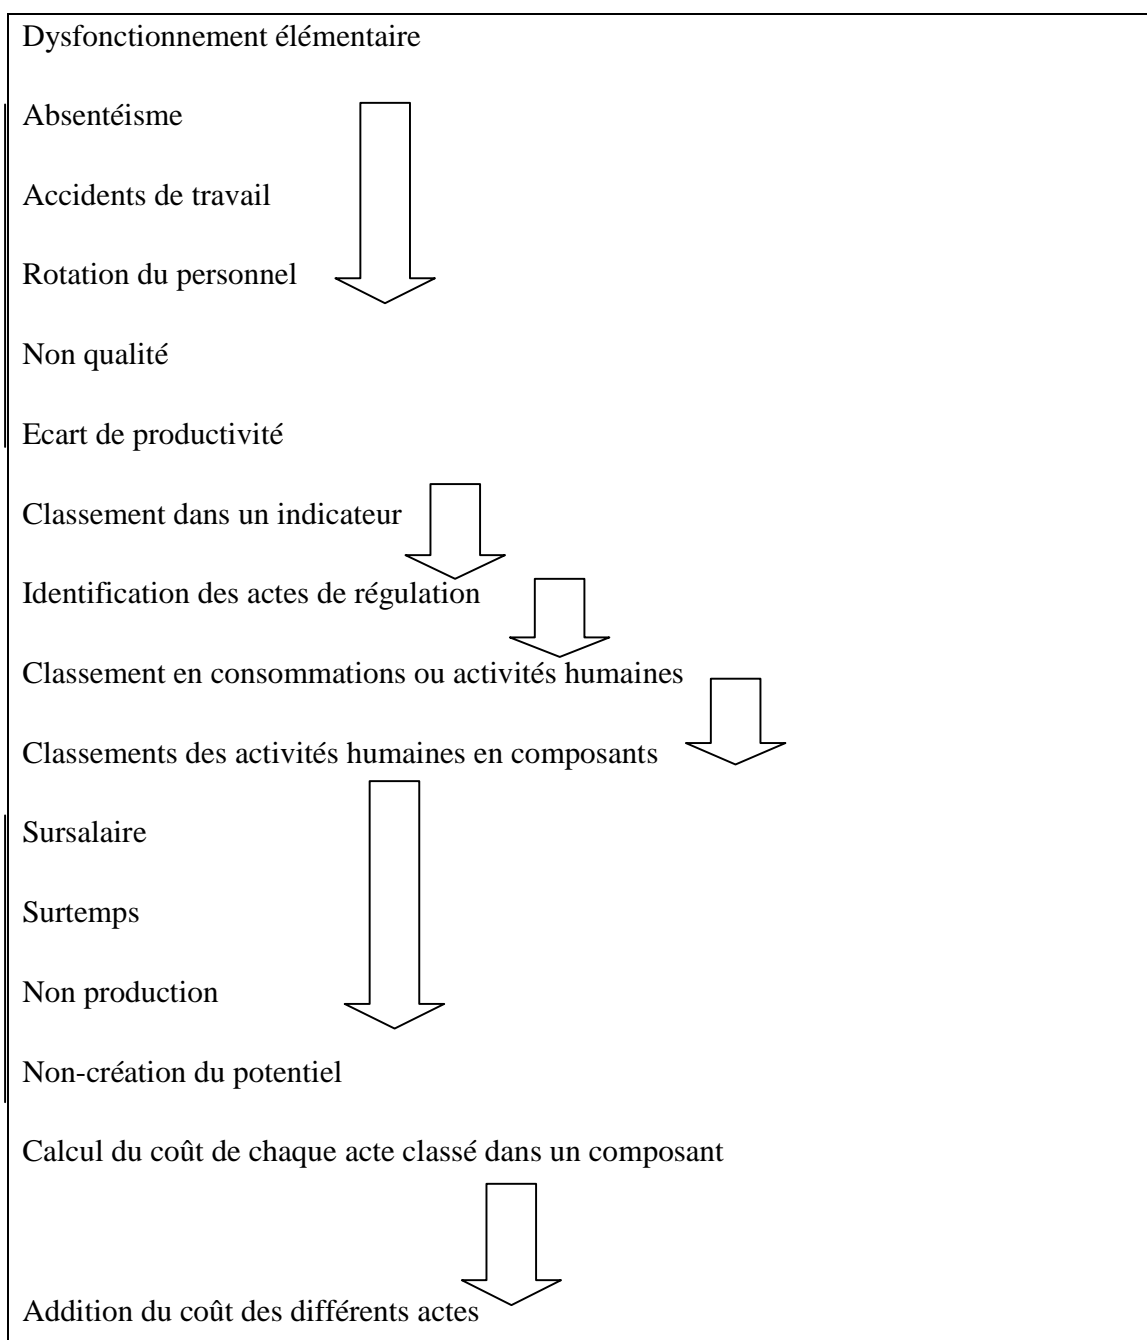 Dysfonctionnement élémentaire
Absentéisme
Accidents de travail
Rotation du personnel
Non qualité
Ecart de productivité
Classement dans un indicateur
Identification des actes de régulation
Classement en consommations ou activités humaines
Classements des activités humaines en composants
Sursalaire
Surtemps
Non production
Non-création du potentiel
Calcul du coût de chaque acte classé dans un composant
Addition du coût des différents actes